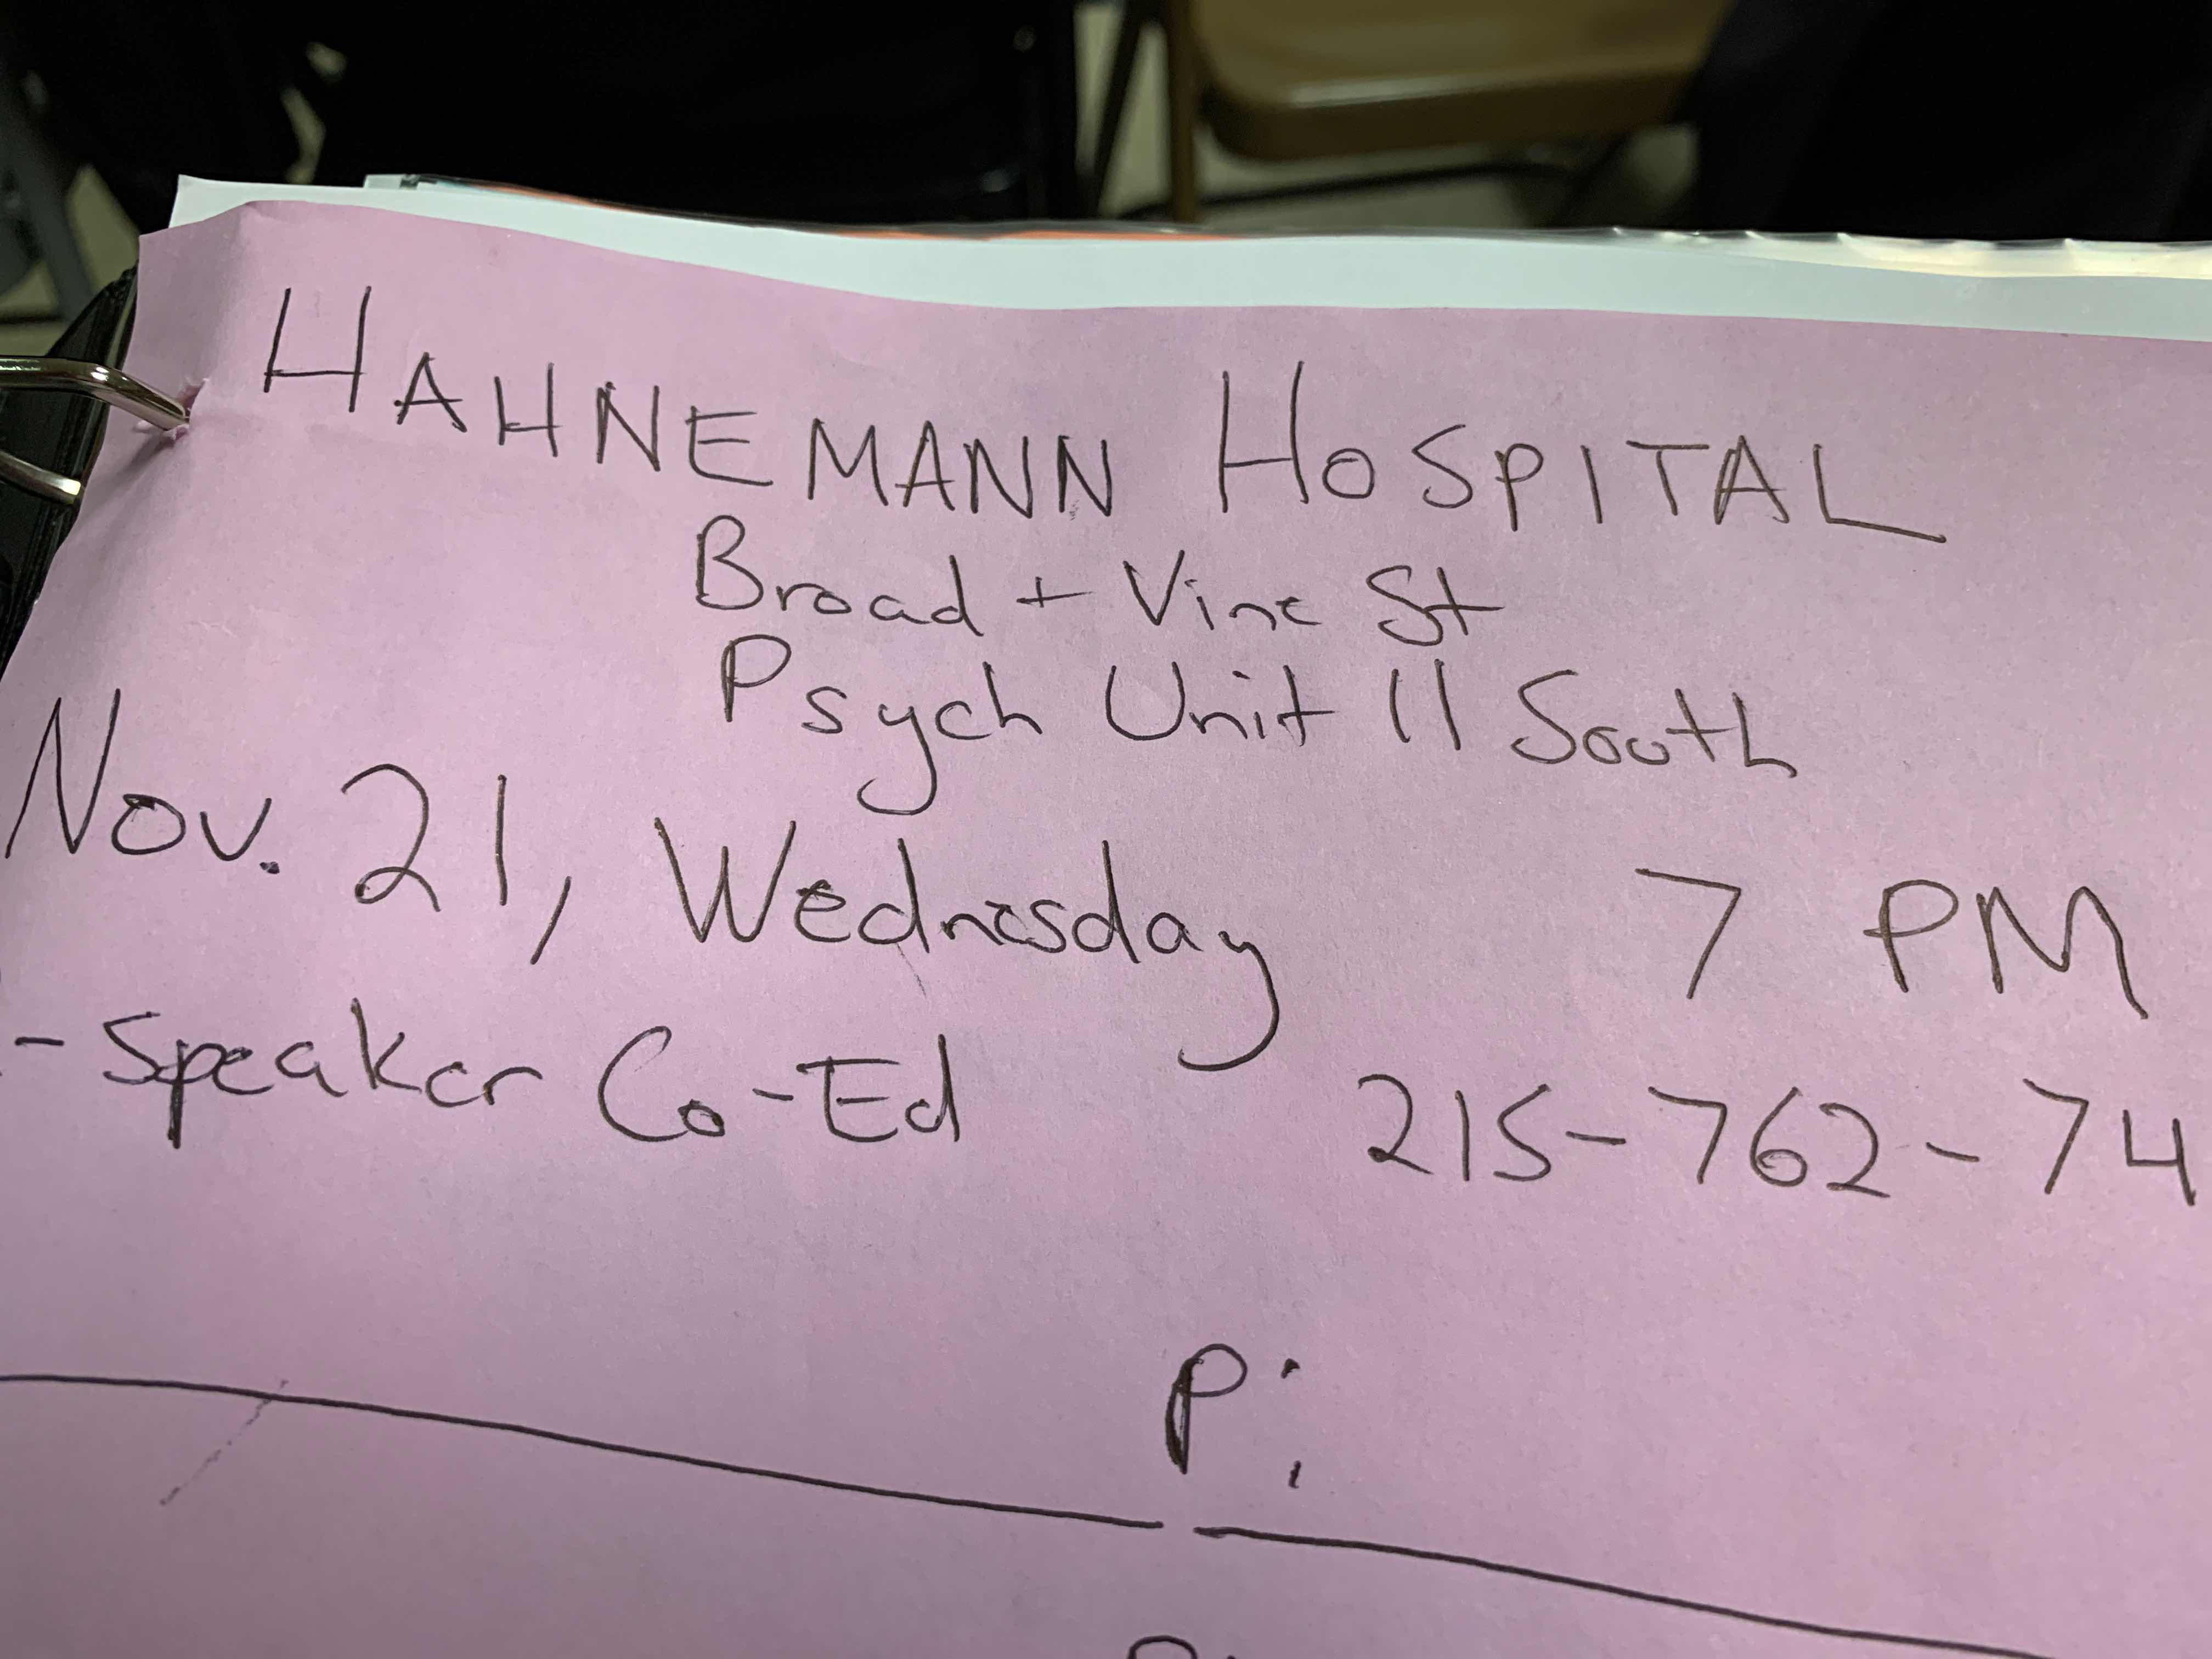 HAHNEMANN HOSPITAL
Broad + Vine St
Psych Unit 11 South
Nov. 21, Wednesday 7 PM
- Speaker Co-Ed 215-762-74
P: